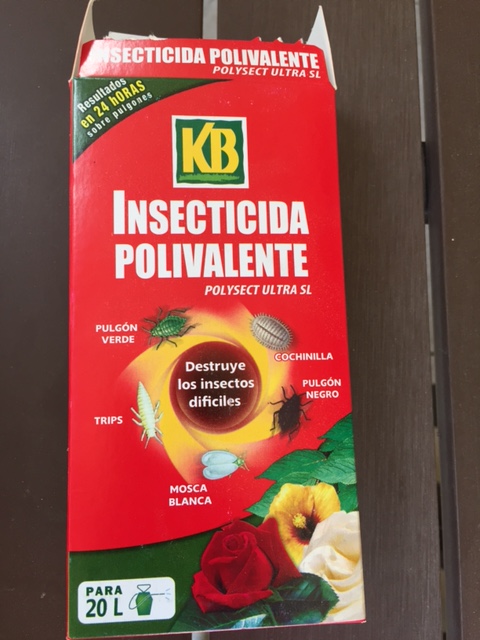 INSECTICIDA POLIVALENTE
POLYSECT ULTRA SL
Resultados
en 24 hORAS
sobre pulgones
KB
INSECTICIDA
POLIVALENTE
POLYSECT ULTRA SL
PULGÓN
VERDE
COCHINILLA
Destruye
los insectos
dificiles
PULGÓN
NEGRO
TRIPS
MOSCA
BLANCA
PARA
20 L